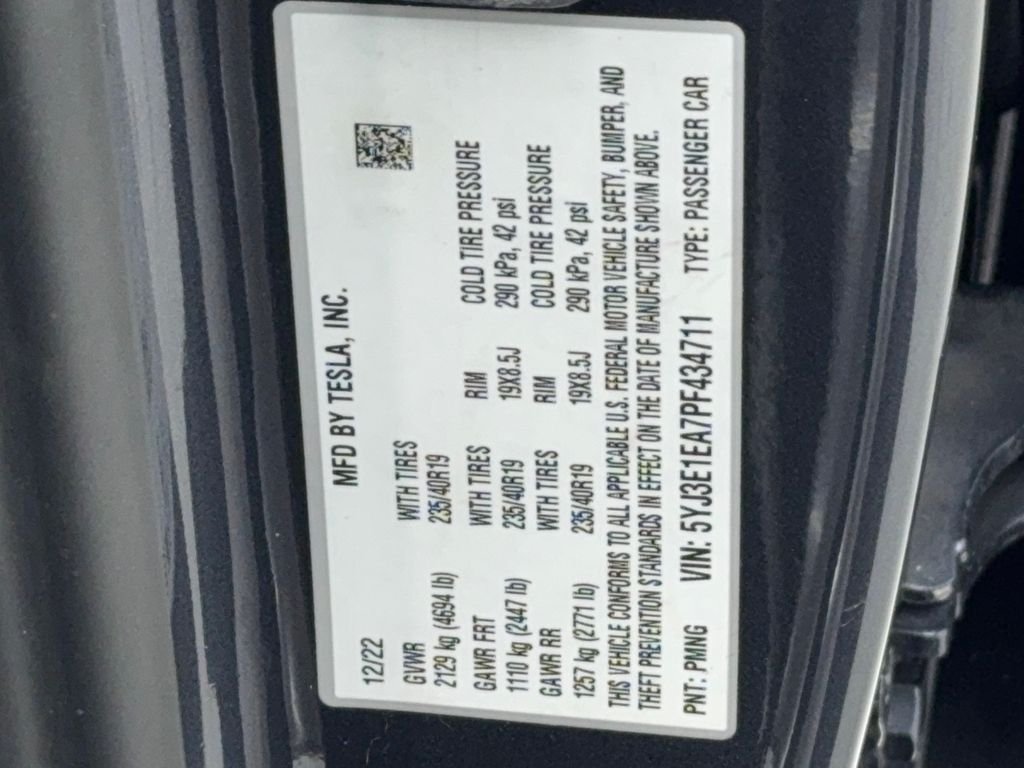 MFD BY TESLA, INC.
12/22
GVWR WITH TIRES
2129 kg (4694 lb) 235/40R19
GAWR FRT WITH TIRES RIM COLD TIRE PRESSURE
1110 kg (2447 lb) 235/40R19 19X8.5J 290 kPa, 42 psi
GAWR RR WITH TIRES RIM COLD TIRE PRESSURE
1257 kg (2771 lb) 235/40R19 19X8.5J 290 kPa, 42 psi
THIS VEHICLE CONFORMS TO ALL APPLICABLE U.S. FEDERAL MOTOR VEHICLE SAFETY, BUMPER, AND
THEFT PREVENTION STANDARDS IN EFFECT ON THE DATE OF MANUFACTURE SHOWN ABOVE.
PNT: PMNG VIN: 5YJ3E1EA7PF434711 TYPE: PASSENGER CAR